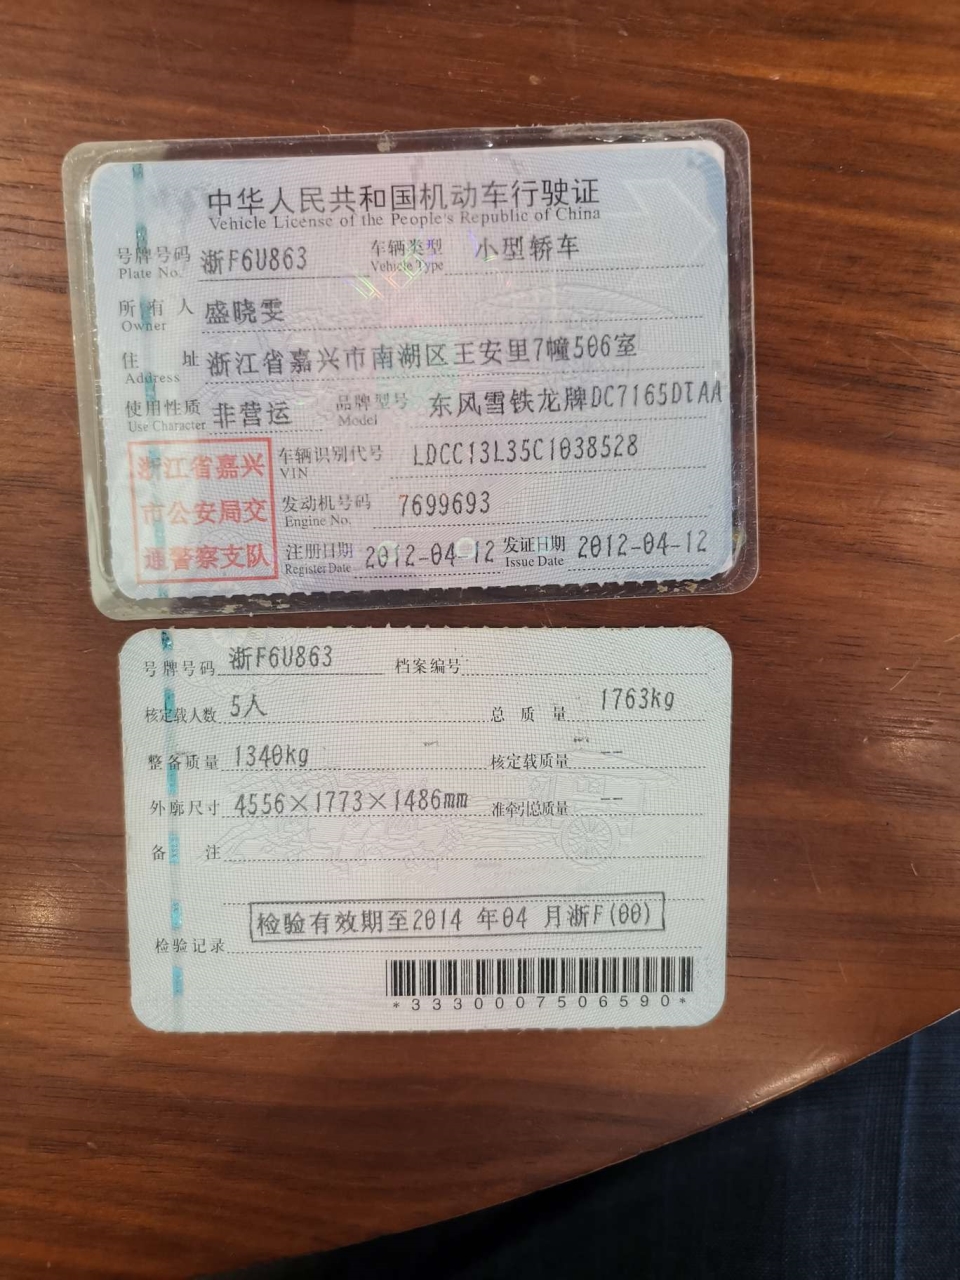 中华人民共和国机动车行驶证
Vehicle License of the People's Republic of China
号牌号码 浙F6U863 车辆类型 小型轿车
Plate No. Vehicle Type
所有人 盛晓雯
Owner
住址 浙江省嘉兴市南湖区王安里7幢506室
Address
使用性质 非营运 品牌型号 东风雪铁龙牌DC7165DTAA
Use Character Model
浙江省嘉兴
市公安局交
通警察支队
车辆识别代号 LDCC13L35C1038528
VIN
发动机号码 7699693
Engine No.
注册日期 2012-04-12 发证日期 2012-04-12
Register Date Issue Date
号牌号码 浙F6U863 档案编号
核定载人数 5人 总质量 1763kg
整备质量 1340kg 核定载质量 --
外廓尺寸 4556×1773×1486mm 准牵引总质量 --
备注
检验有效期至2014 年04 月浙F(00)
检验记录
*3330007506590*